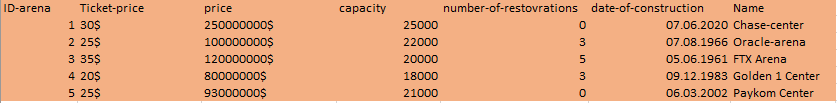 ID-arena Ticket-price price capacity number-of-restovrations date-of-construction Name
1 30$ 250000000$ 25000 0 07.06.2020 Chase-center
2 25$ 100000000$ 22000 3 07.08.1966 Oracle-arena
3 35$ 120000000$ 20000 5 05.06.1961 FTX Arena
4 20$ 80000000$ 18000 3 09.12.1983 Golden 1 Center
5 25$ 93000000$ 21000 0 06.03.2002 Paykom Center